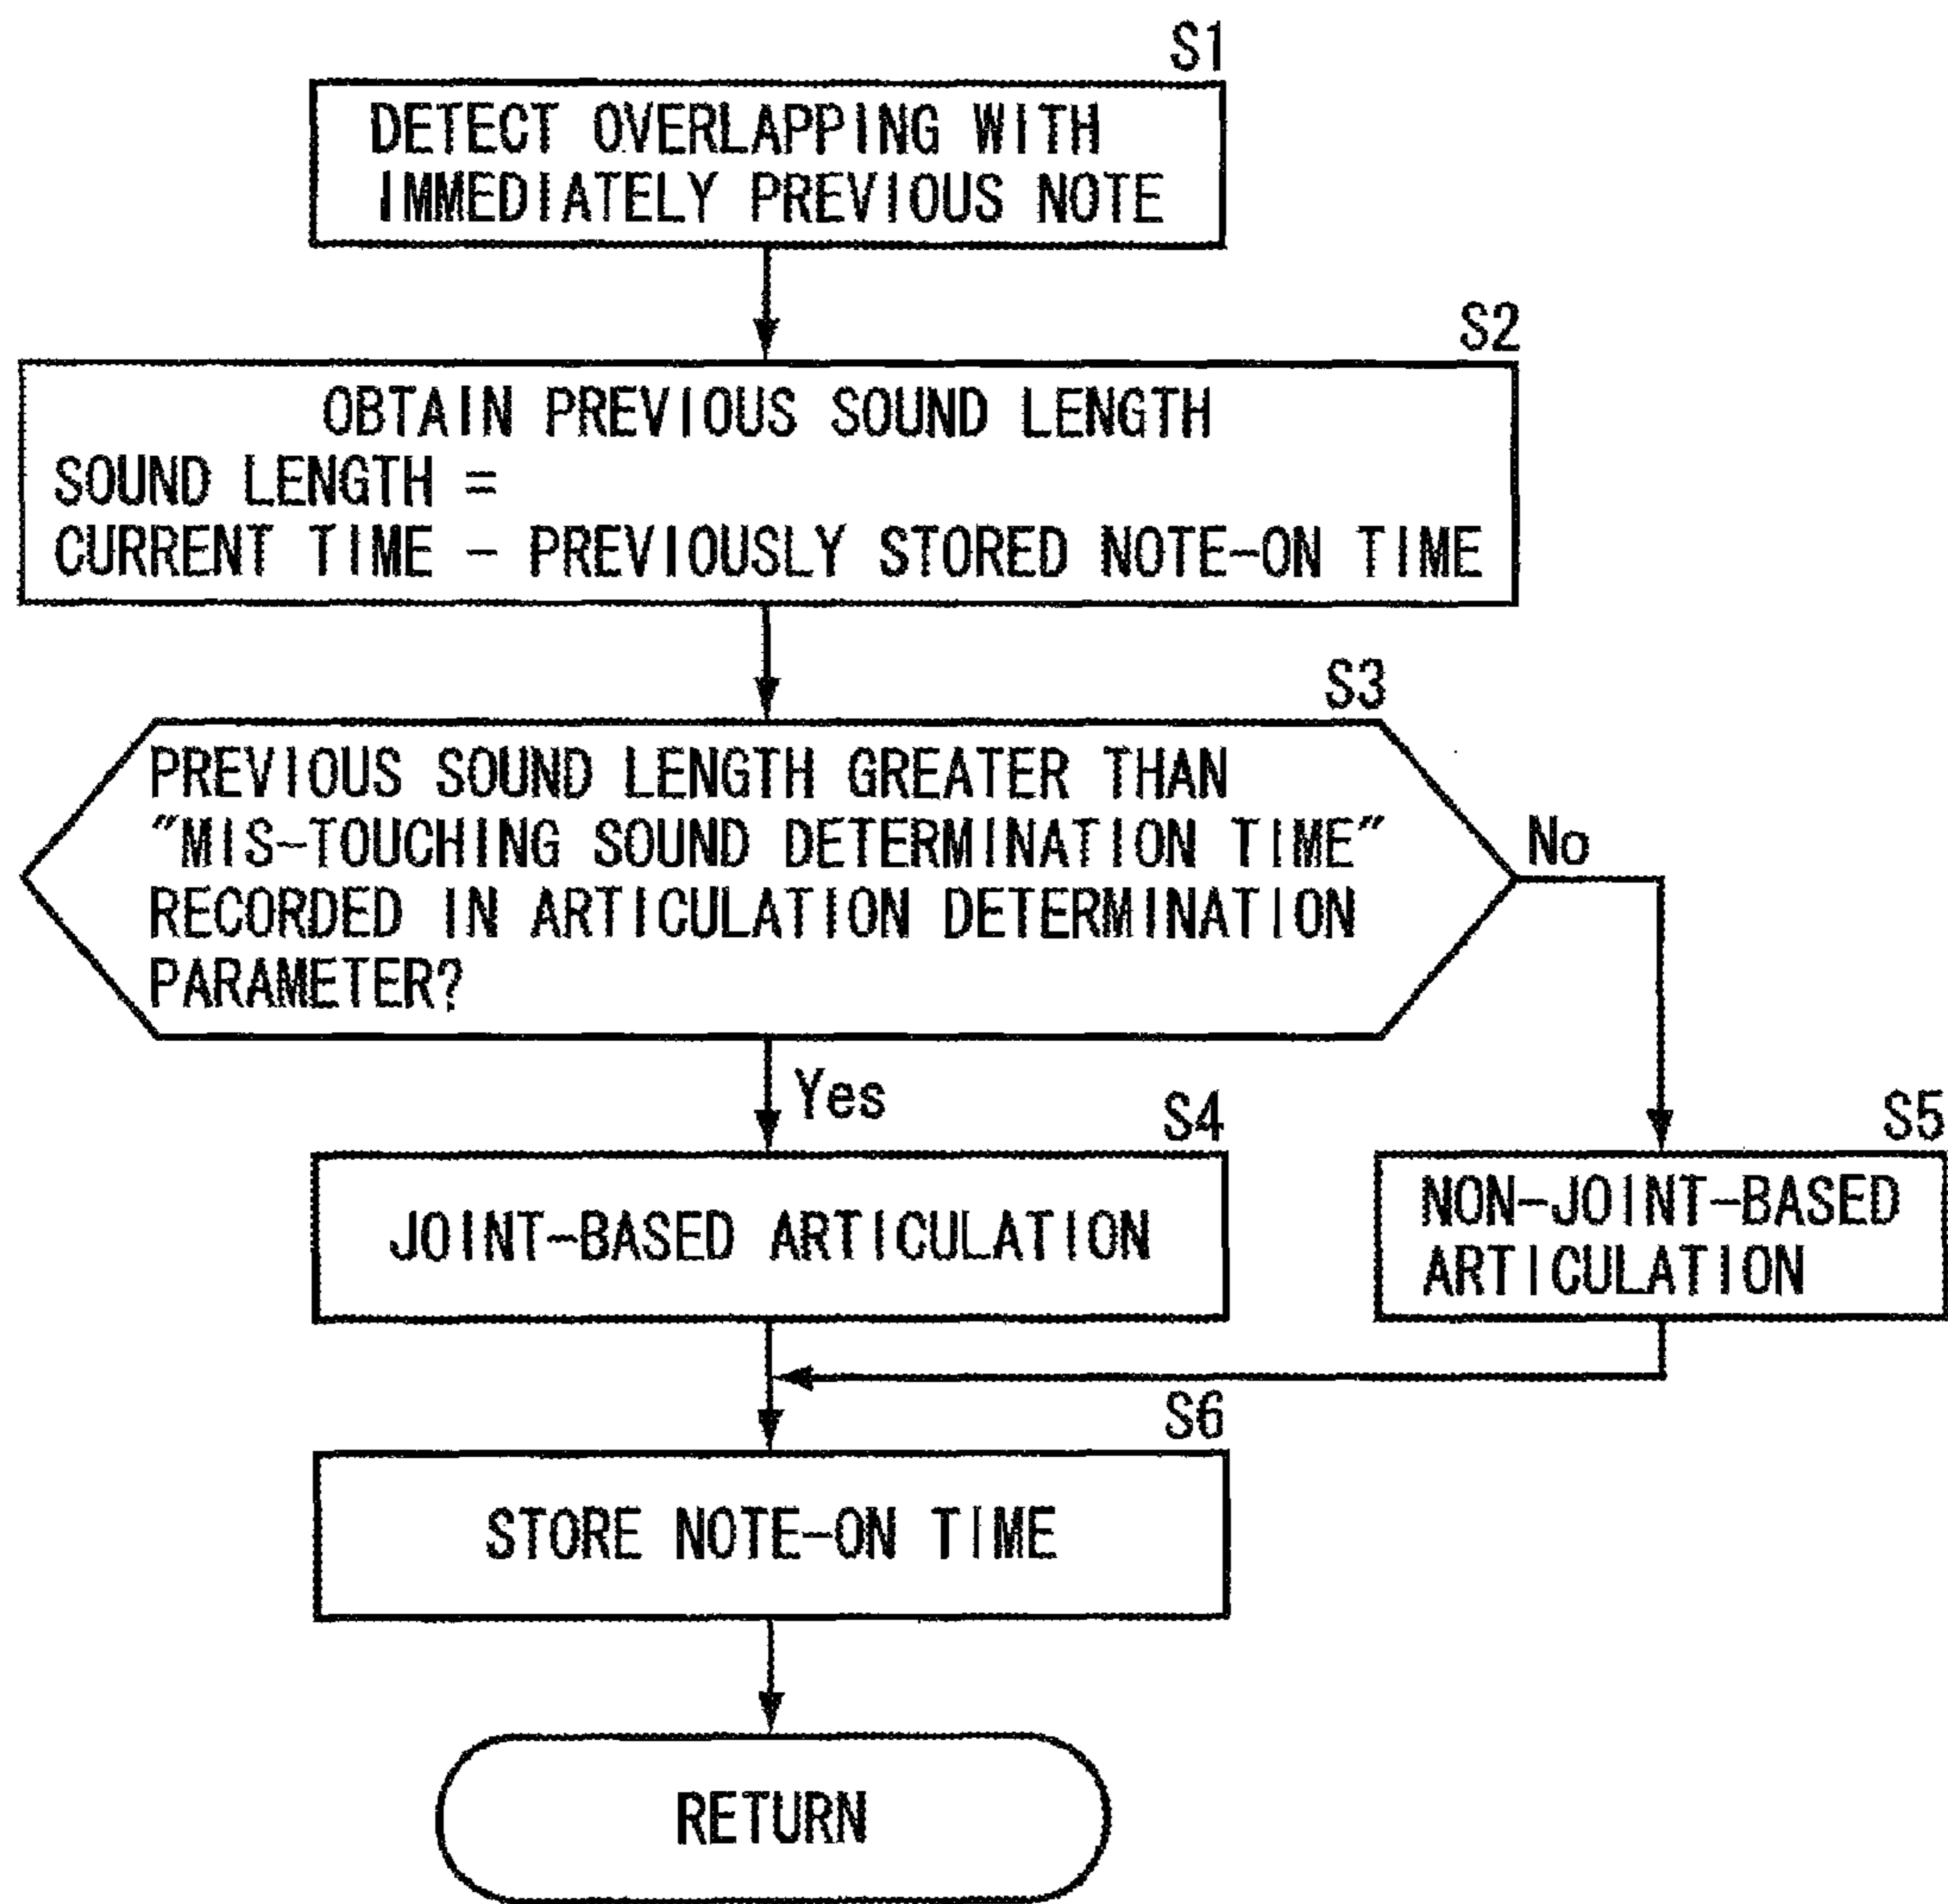 S1
DETECT OVERLAPPING WITH
IMMEDIATELY PREVIOUS NOTE
S2
OBTAIN PREVIOUS SOUND LENGTH
SOUND LENGTH =
CURRENT TIME - PREVIOUSLY STORED NOTE-ON TIME
S3
PREVIOUS SOUND LENGTH GREATER THAN
"MIS-TOUCHING SOUND DETERMINATION TIME"
RECORDED IN ARTICULATION DETERMINATION
PARAMETER?
No
Yes
S4
JOINT-BASED ARTICULATION
S5
NON-JOINT-BASED
ARTICULATION
S6
STORE NOTE-ON TIME
RETURN